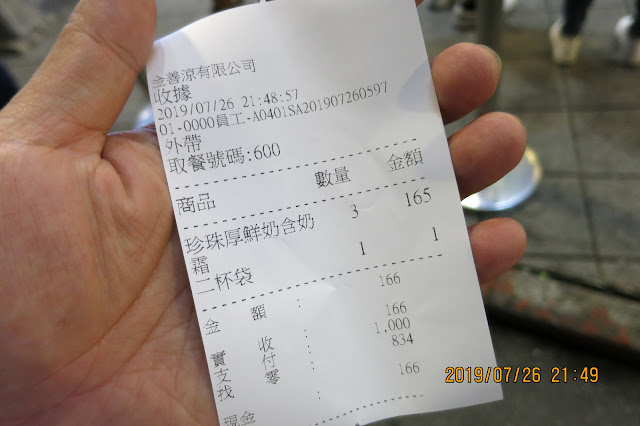 金善涼有限公司
收據
2019/07/26 21:48:57
01-0000員工-A0401SA201907260597
外帶
取餐號碼:600
商品 數量 金額
珍珠厚鮮奶含奶 3 165
霜
二杯袋 1 1
金 額 : 166
實 收 : 166
支 付 : 1,000
找 零 : 834
現金 : 166
2019/07/26 21:49